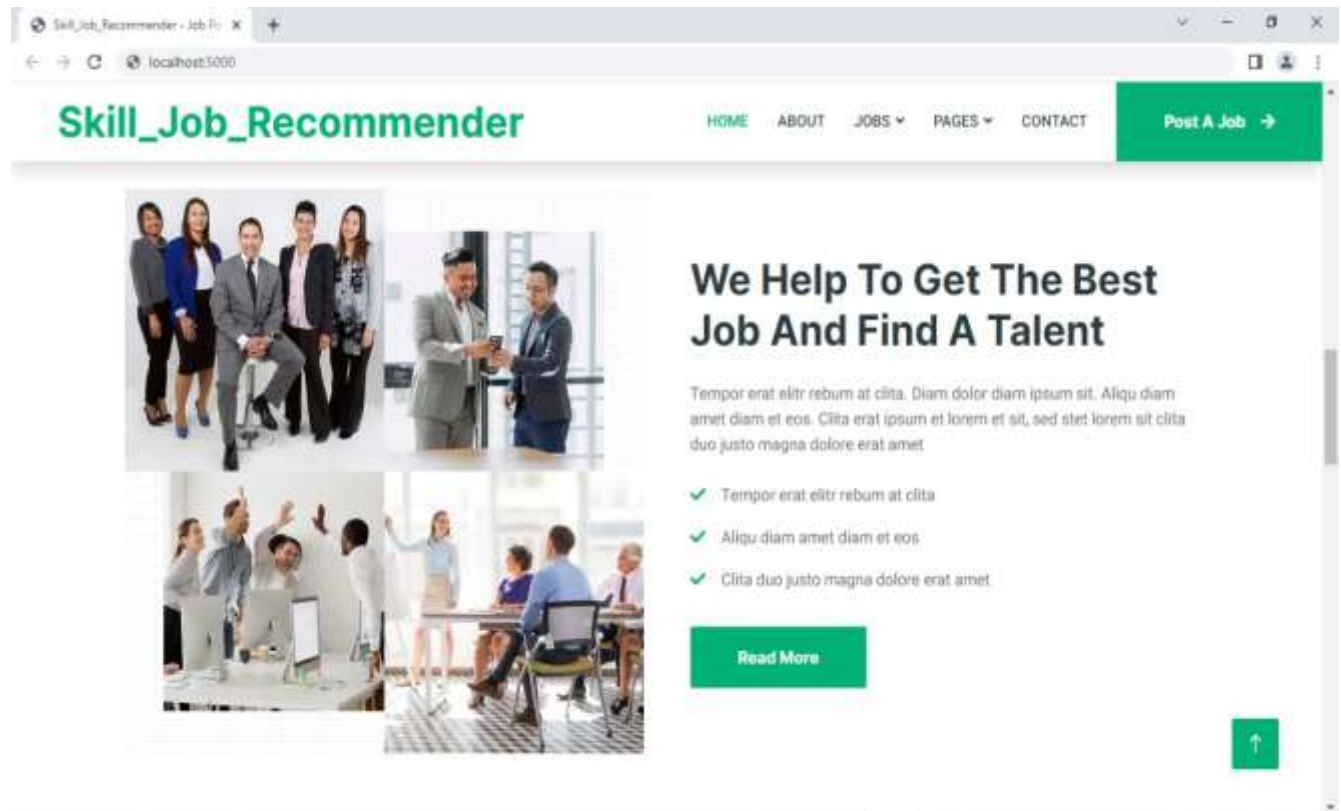 Skill_Job_Recommender - Job Po
localhost:5000
Skill_Job_Recommender
HOME ABOUT JOBS PAGES CONTACT Post A Job
We Help To Get The Best
Job And Find A Talent
Tempor erat elitr rebum at clita. Diam dolor diam ipsum sit. Aliqu diam
amet diam et eos. Clita erat ipsum et lorem et sit, sed stet lorem sit clita
duo justo magna dolore erat amet
Tempor erat elitr rebum at clita
Aliqu diam amet diam et eos
Clita duo justo magna dolore erat amet
Read More